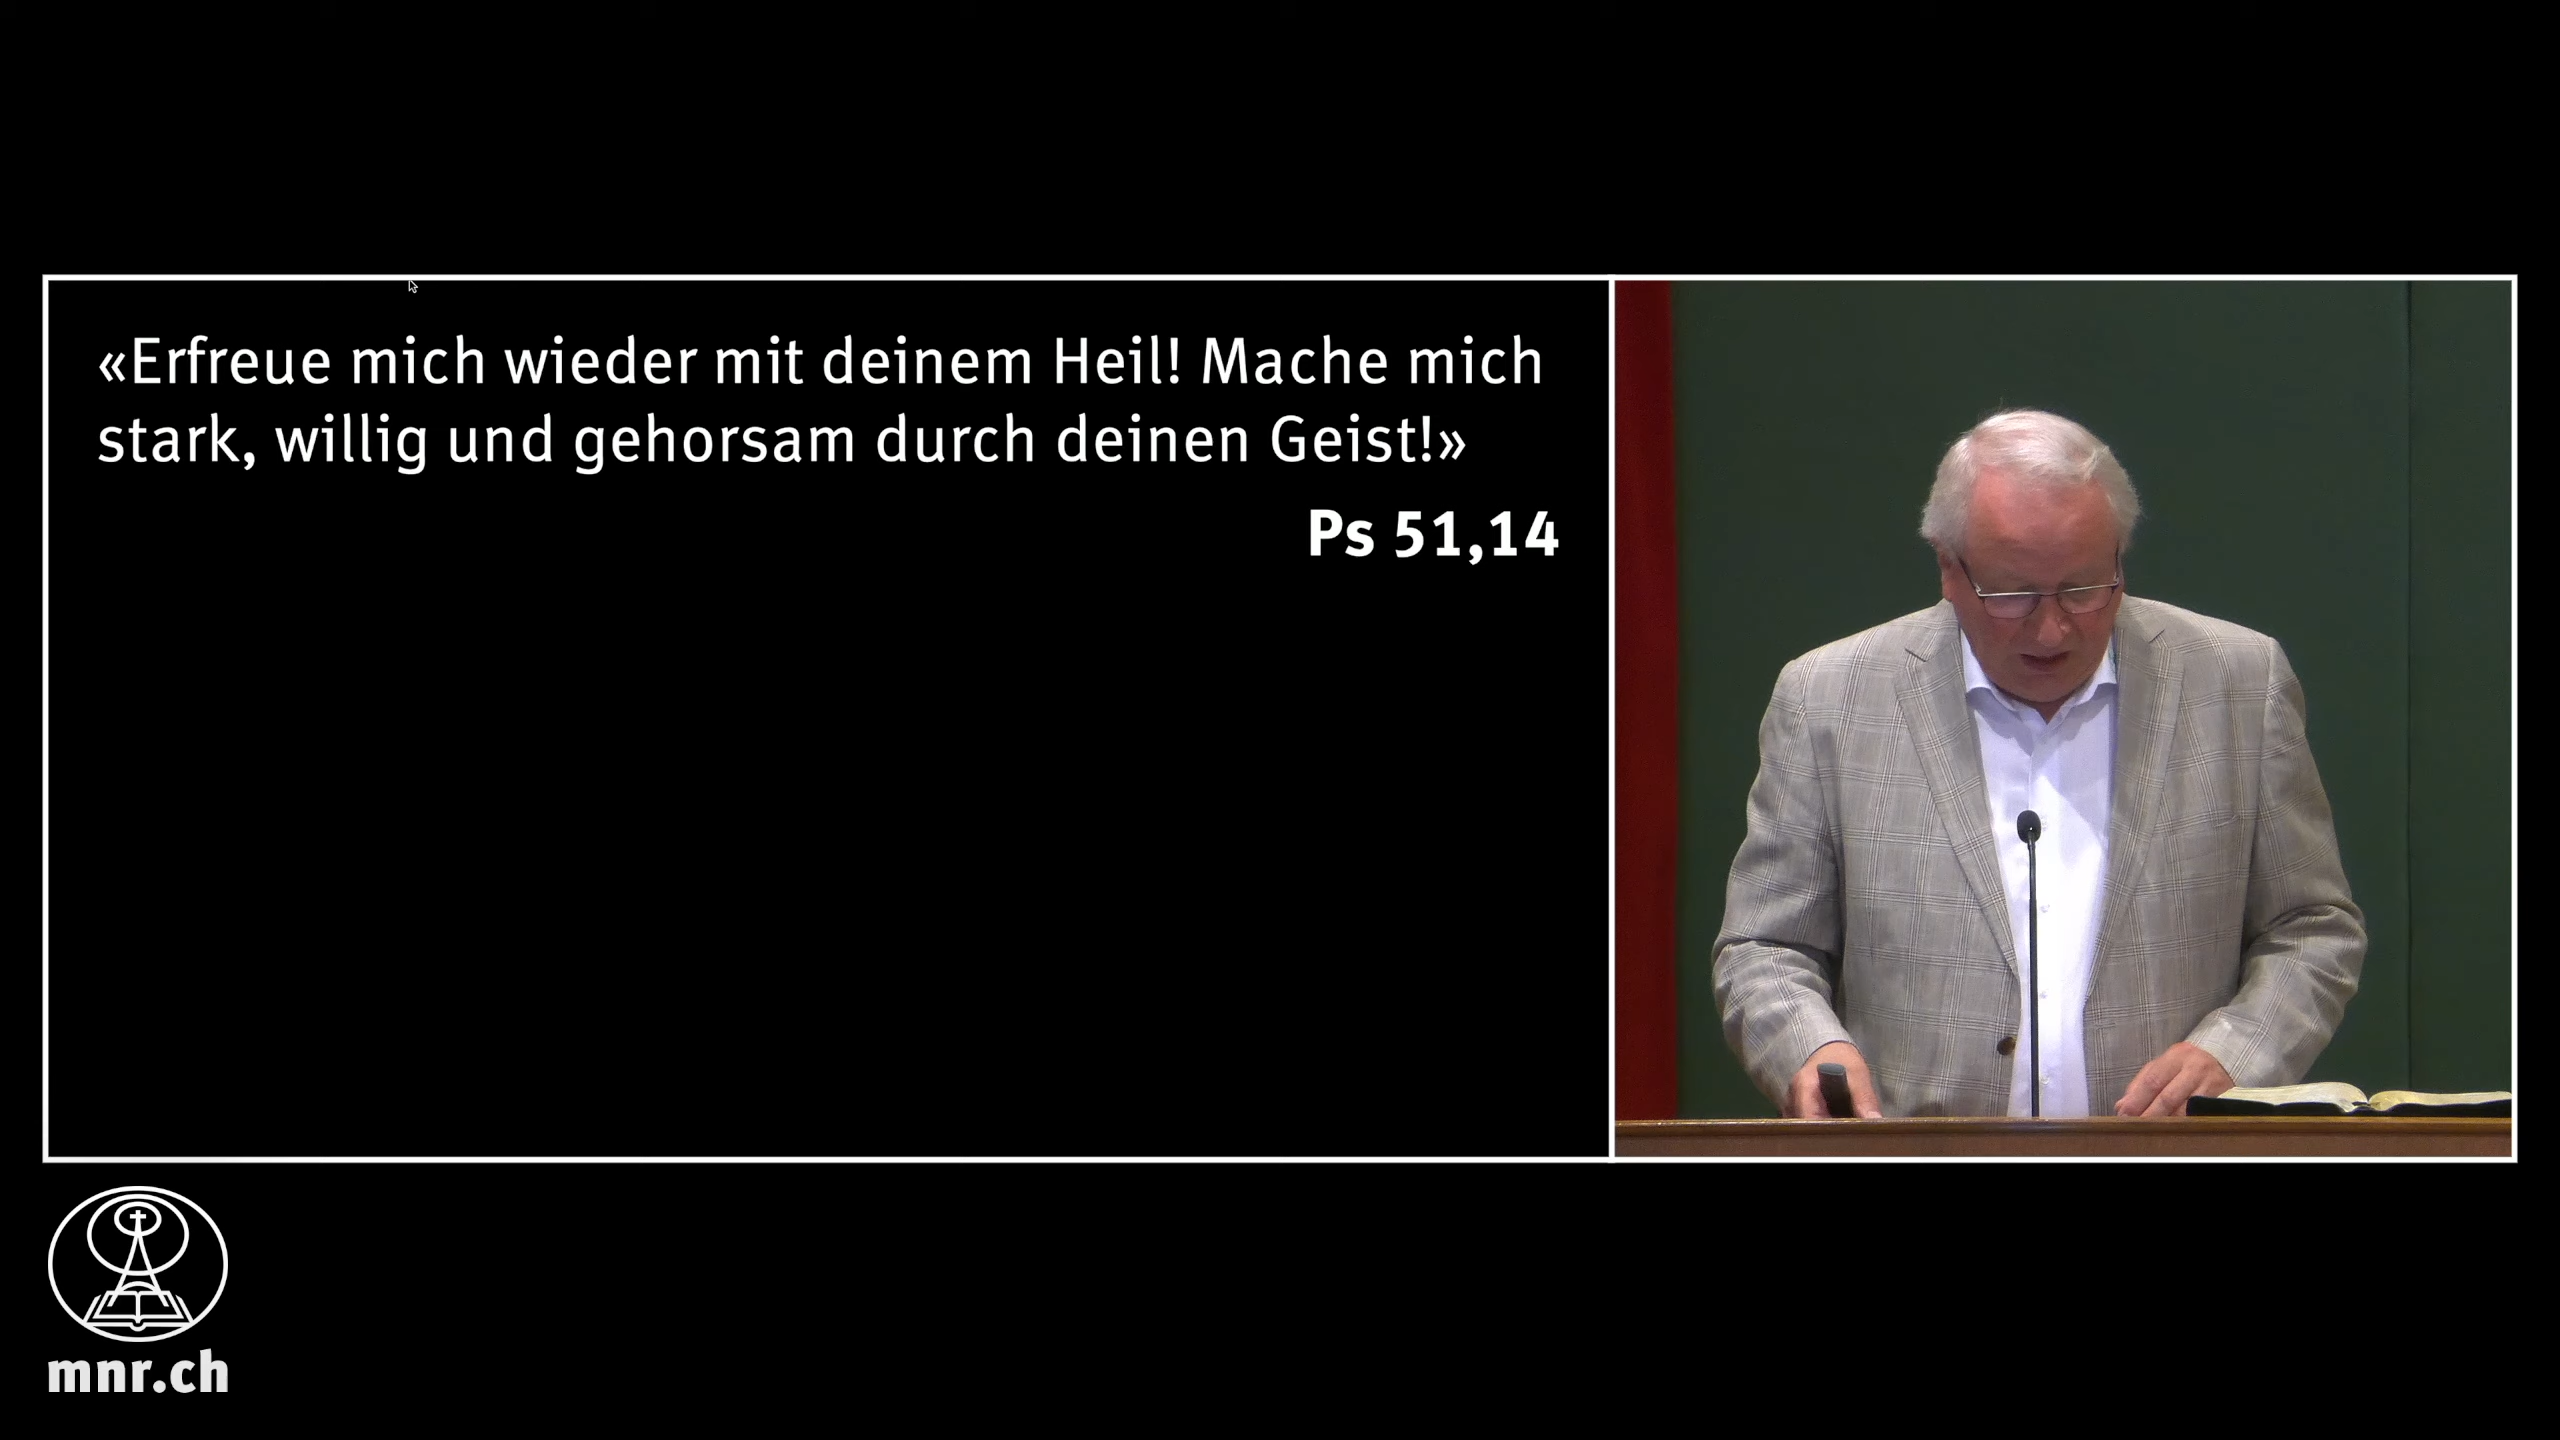 «Erfreue mich wieder mit deinem Heil! Mache mich
stark, willig und gehorsam durch deinen Geist!»
Ps 51,14
mnr.ch